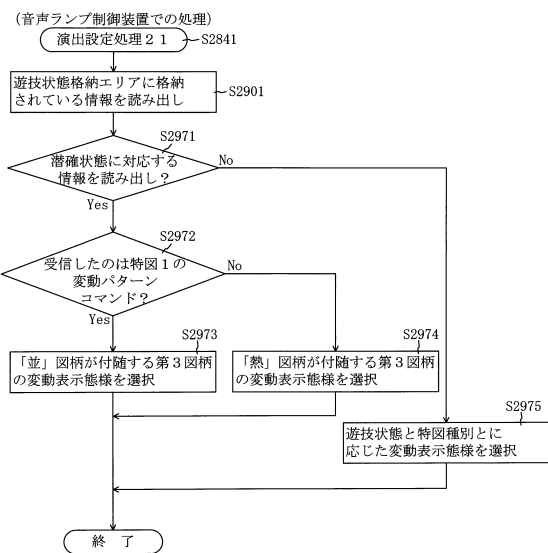 (音声ランプ制御装置での処理)
演出設定処理21
S2841
遊技状態格納エリアに格納
されている情報を読み出し
S2901
S2971
潜確状態に対応する
情報を読み出し?
No
Yes
S2972
受信したのは特図1の
変動パターン
コマンド?
No
Yes
S2973
「並」図柄が付随する第3図柄
の変動表示態様を選択
S2974
「熱」図柄が付随する第3図柄
の変動表示態様を選択
S2975
遊技状態と特図種別とに
応じた変動表示態様を選択
終 了